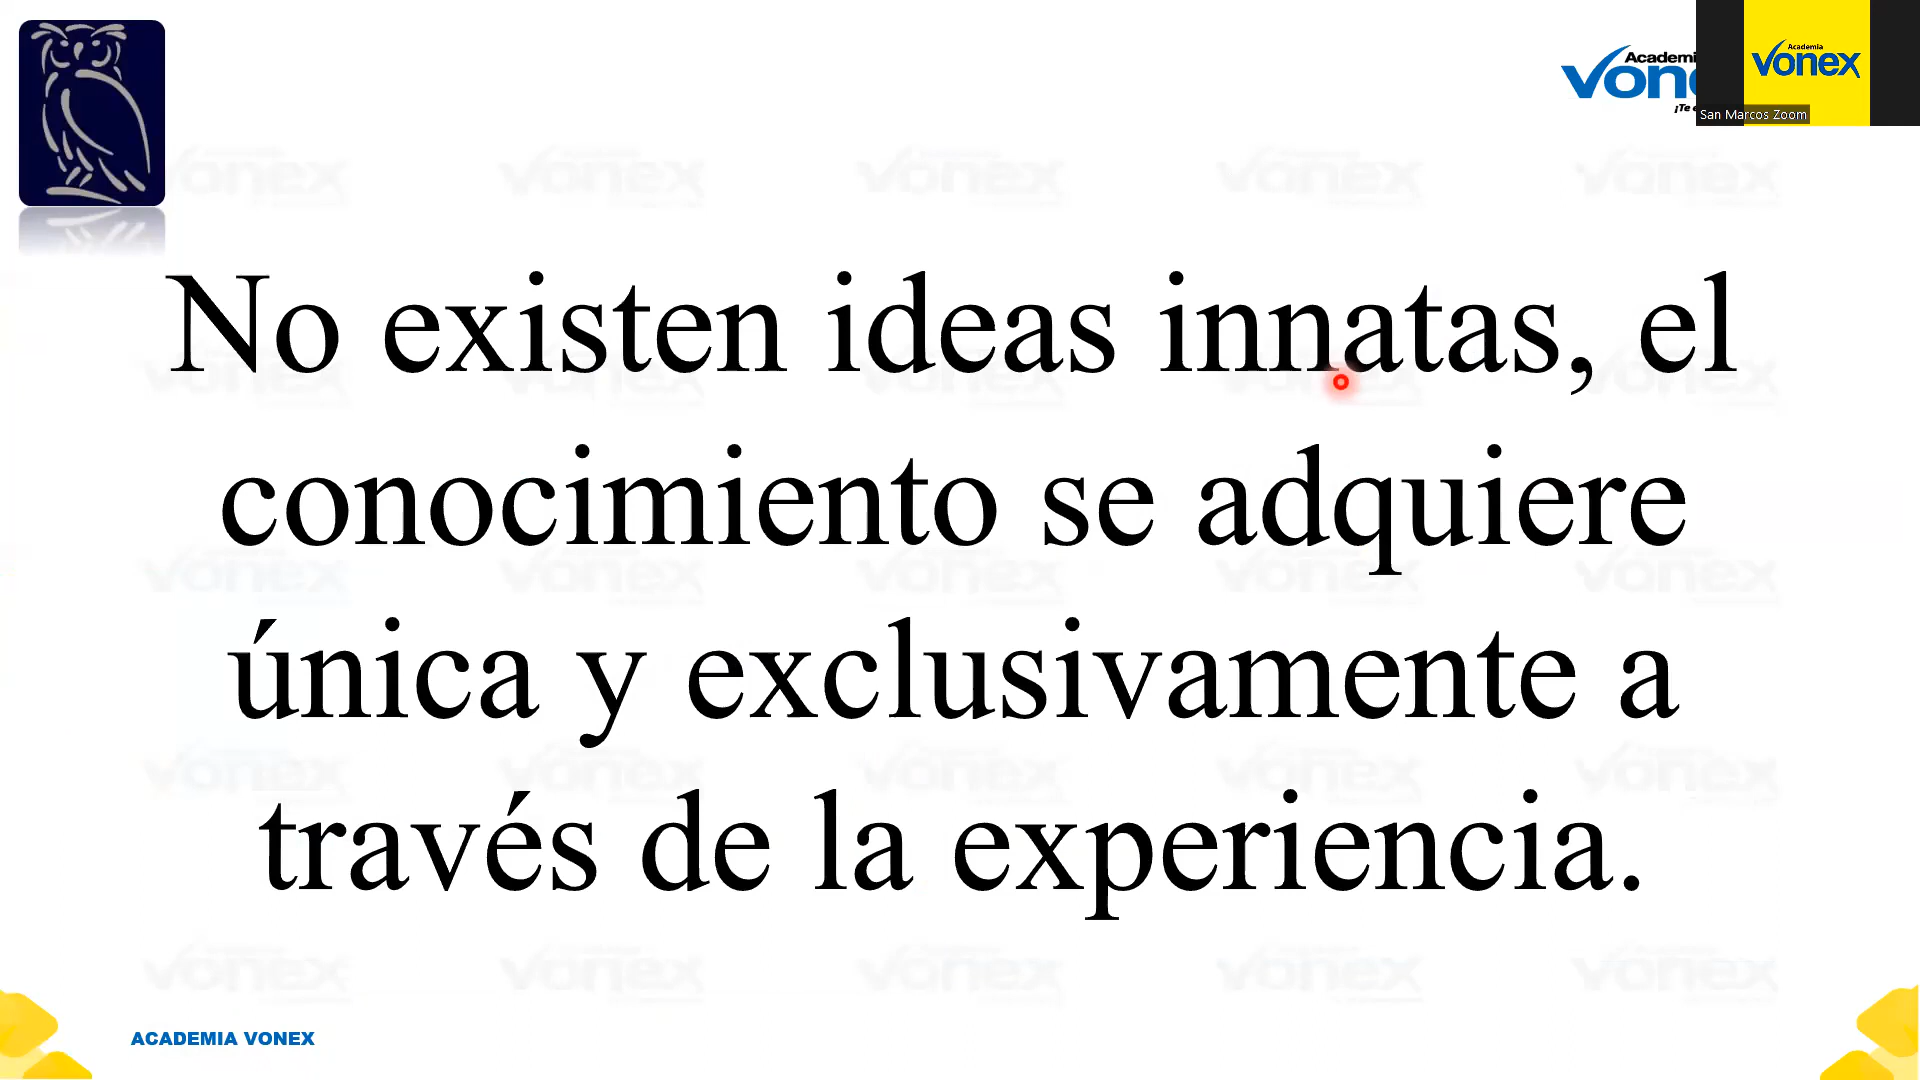 Academia
vonex
San Marcos Zoom
¡Te
No existen ideas innatas, el
conocimiento se adquiere
única y exclusivamente a
través de la experiencia.
ACADEMIA VONEX